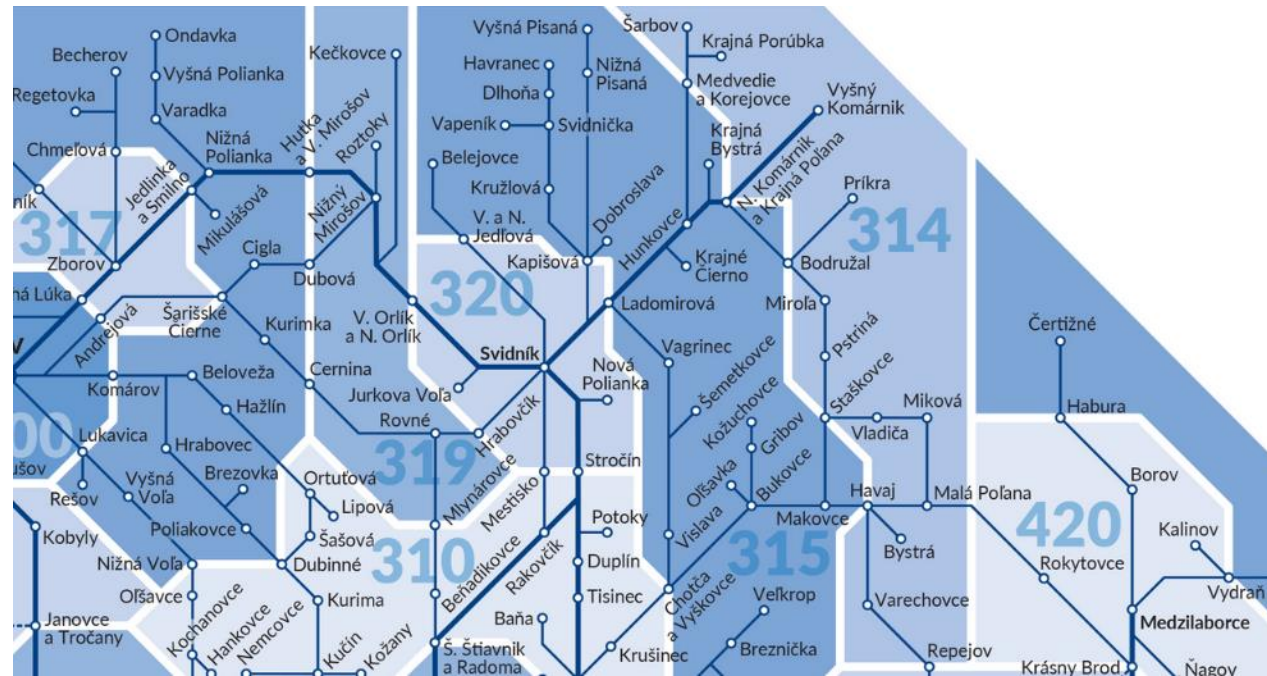 Ondavka
Becherov
Vyšná Polianka
Regetovka
Varadka
Chmeľová
Nižná
Polianka
Jedlinka
a Smilno
Mikulášová
317
Zborov
Andrejová
Šarišské
Čierne
Cigla
Kurimka
Cernina
Komárov
Beloveža
Hažlín
Lukavica
Hrabovec
Rešov
Vyšná
Voľa
Brezovka
Poliakovce
Ortuťová
Lipová
Šašová
Dubinné
Nižná Voľa
Oľšavce
Kobyly
Janovce
a Tročany
Kochanovce
Hankovce
Nemcovce
Kurima
Kučín
Kožany
Kečkovce
Hutka
a V. Mirošov
Roztoky
Nižný
Mirošov
Dubová
V. Orlík
a N. Orlík
Jurkova Voľa
Rovné
319
Mlynárovce
310
Vyšná Pisaná
Havranec
Nižná
Pisaná
Dlhoňa
Vapeník
Svidnička
Belejovce
Kružlová
V. a N.
Jedľová
Dobroslava
Kapišová
320
Svidník
Nová
Polianka
Hrabovčík
Stročín
Mestisko
Rakovčík
Beňadikovce
Potoky
Duplín
Tisinec
Baňa
Š. Štiavnik
a Radoma
Krušinec
Šarbov
Krajná Porúbka
Medvedie
a Korejovce
Krajná
Bystrá
Vyšný
Komárnik
N. Komárnik
a Krajná Poľana
Hunkovce
Krajné
Čierno
Ladomirová
Vagrinec
Šemetkovce
Kožuchovce
Gribov
Oľšavka
Bukovce
Vislava
Chotča
a Vyškovce
315
Makovce
Veľkrop
Breznička
Príkra
314
Bodružal
Miroľa
Pstriná
Staškovce
Vladiča
Miková
Havaj
Malá Poľana
Bystrá
Varechovce
Repejov
Čertižné
Habura
Borov
420
Kalinov
Rokytovce
Vydraň
Medzilaborce
Krásny Brod
Ňagov